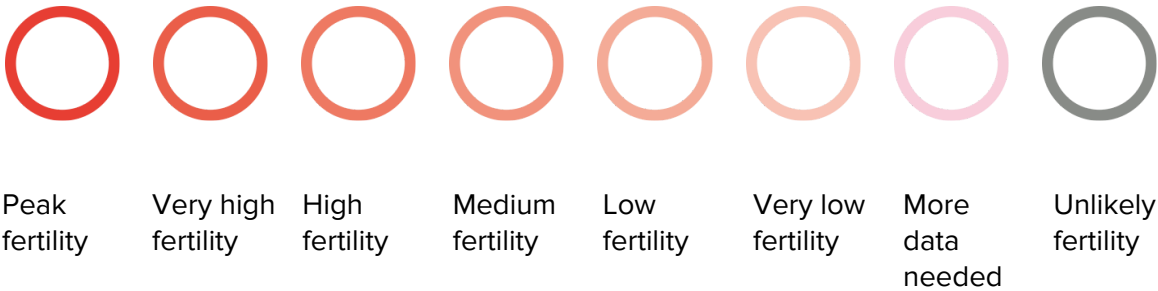 Peak
fertility
Very high
fertility
High
fertility
Medium
fertility
Low
fertility
Very low
fertility
More
data
needed
Unlikely
fertility